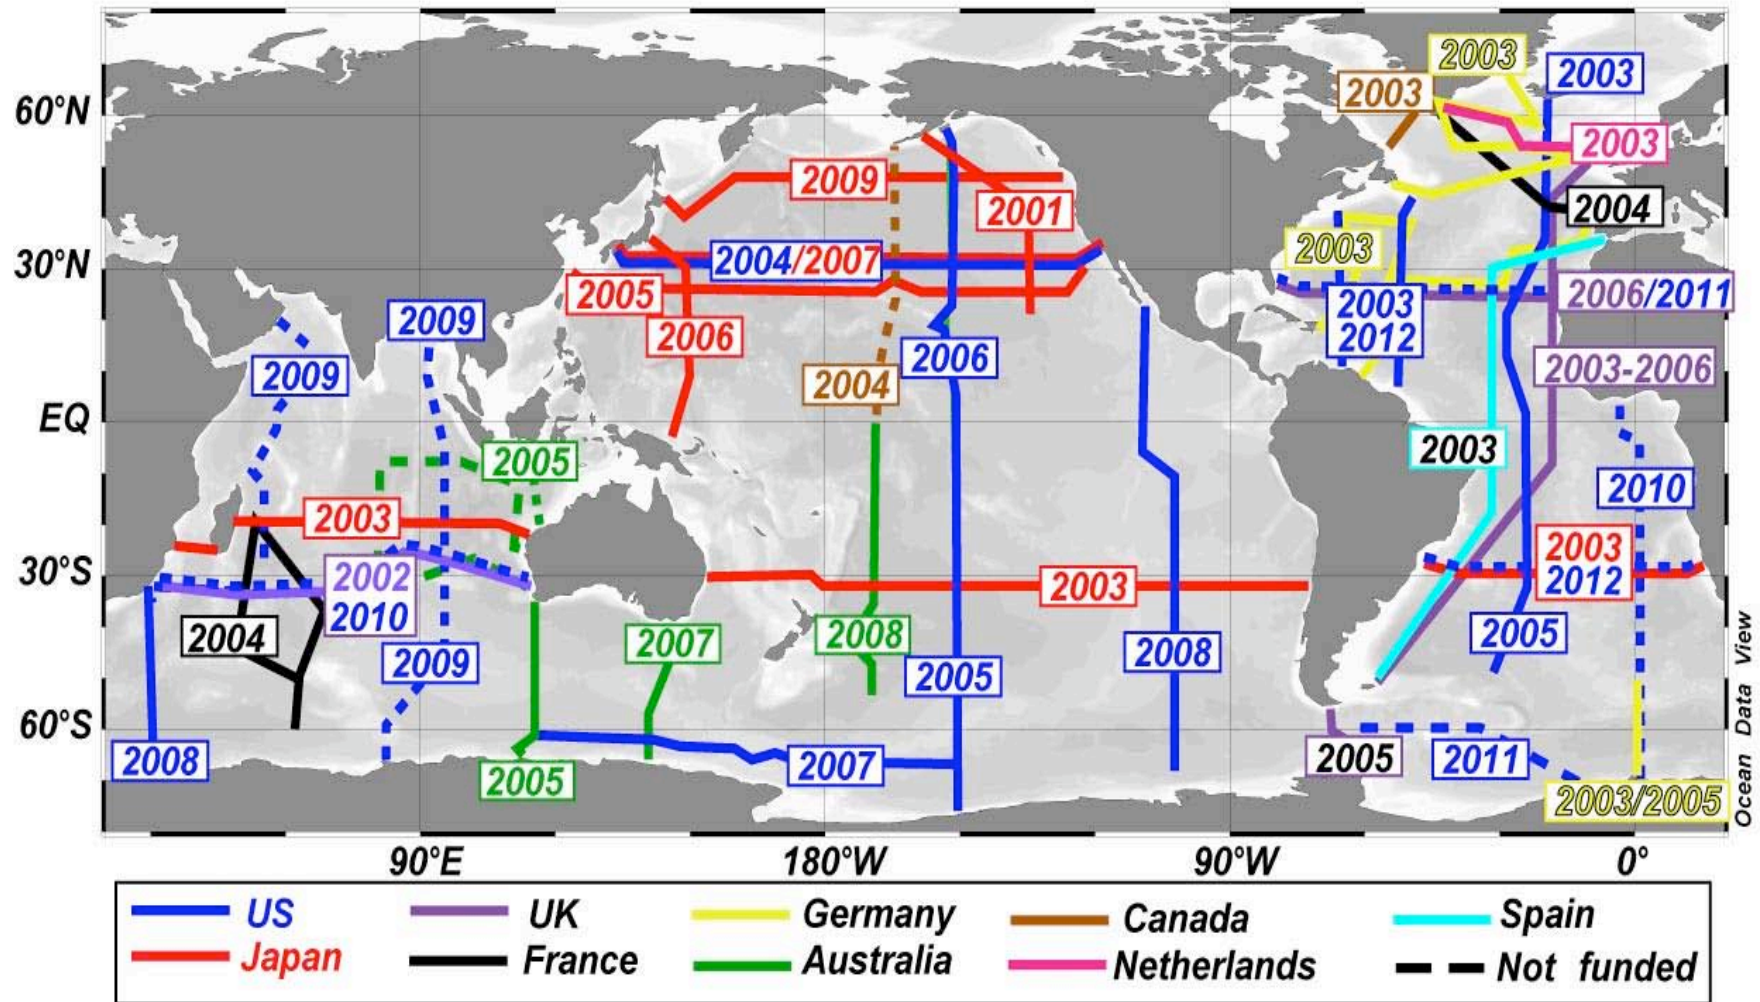 2003
2003
2003
60°N
2003
2009
2001
2004
2003
30°N
2004/2007
2005
2006/2011
2009
2006
2003
2012
2009
2006
2003-2006
2004
EQ
2005
2003
2010
2003
2003
2012
30°S
2002
2010
2003
2004
2007
2008
2005
2009
2008
2005
60°S
2008
2005
2007
2005
2011
2003/2005
Ocean Data View
90°E
180°W
90°W
0°
US
UK
Germany
Canada
Spain
Japan
France
Australia
Netherlands
Not funded